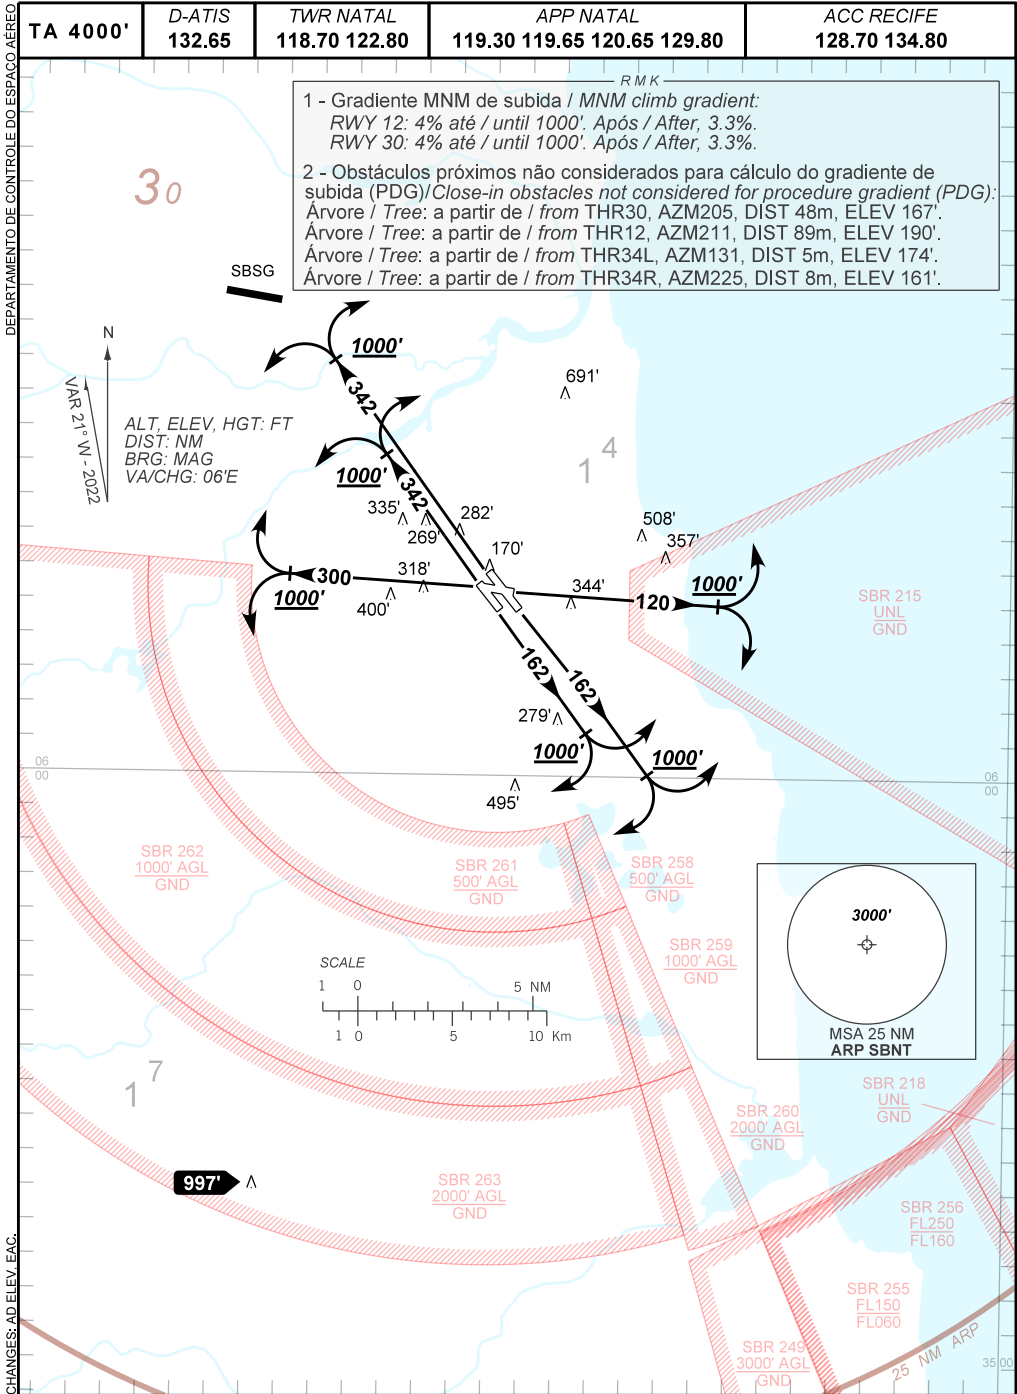 TA 4000'
D-ATIS
132.65
TWR NATAL
118.70 122.80
APP NATAL
119.30 119.65 120.65 129.80
ACC RECIFE
128.70 134.80
DEPARTAMENTO DE CONTROLE DO ESPAÇO AÉREO
RMK
1 - Gradiente MNM de subida / MNM climb gradient:
RWY 12: 4% até / until 1000'. Após / After, 3.3%.
RWY 30: 4% até / until 1000'. Após / After, 3.3%.
2 - Obstáculos próximos não considerados para cálculo do gradiente de
subida (PDG)/Close-in obstacles not considered for procedure gradient (PDG):
Árvore / Tree: a partir de / from THR30, AZM205, DIST 48m, ELEV 167'.
Árvore / Tree: a partir de / from THR12, AZM211, DIST 89m, ELEV 190'.
Árvore / Tree: a partir de / from THR34L, AZM131, DIST 5m, ELEV 174'.
Árvore / Tree: a partir de / from THR34R, AZM225, DIST 8m, ELEV 161'.
30
SBSG
N
VAR 21° W - 2022
ALT, ELEV, HGT: FT
DIST: NM
BRG: MAG
VA/CHG: 06'E
1000'
342
691'
14
1000'
342
335'
269'
282'
170'
508'
357'
300
1000'
318'
400'
344'
120
1000'
SBR 215
UNL
GND
162
162
279'
1000'
1000'
495'
06
00
06
00
SBR 262
1000' AGL
GND
SBR 261
500' AGL
GND
SBR 258
500' AGL
GND
SBR 259
1000' AGL
GND
3000'
MSA 25 NM
ARP SBNT
SCALE
1 0 5 NM
1 0 5 10 Km
17
SBR 218
UNL
GND
SBR 260
2000' AGL
GND
997'
SBR 263
2000' AGL
GND
SBR 256
FL250
FL160
SBR 255
FL150
FL060
SBR 249
3000' AGL
GND
25 NM ARP
35 00
CHANGES: AD ELEV, EAC.